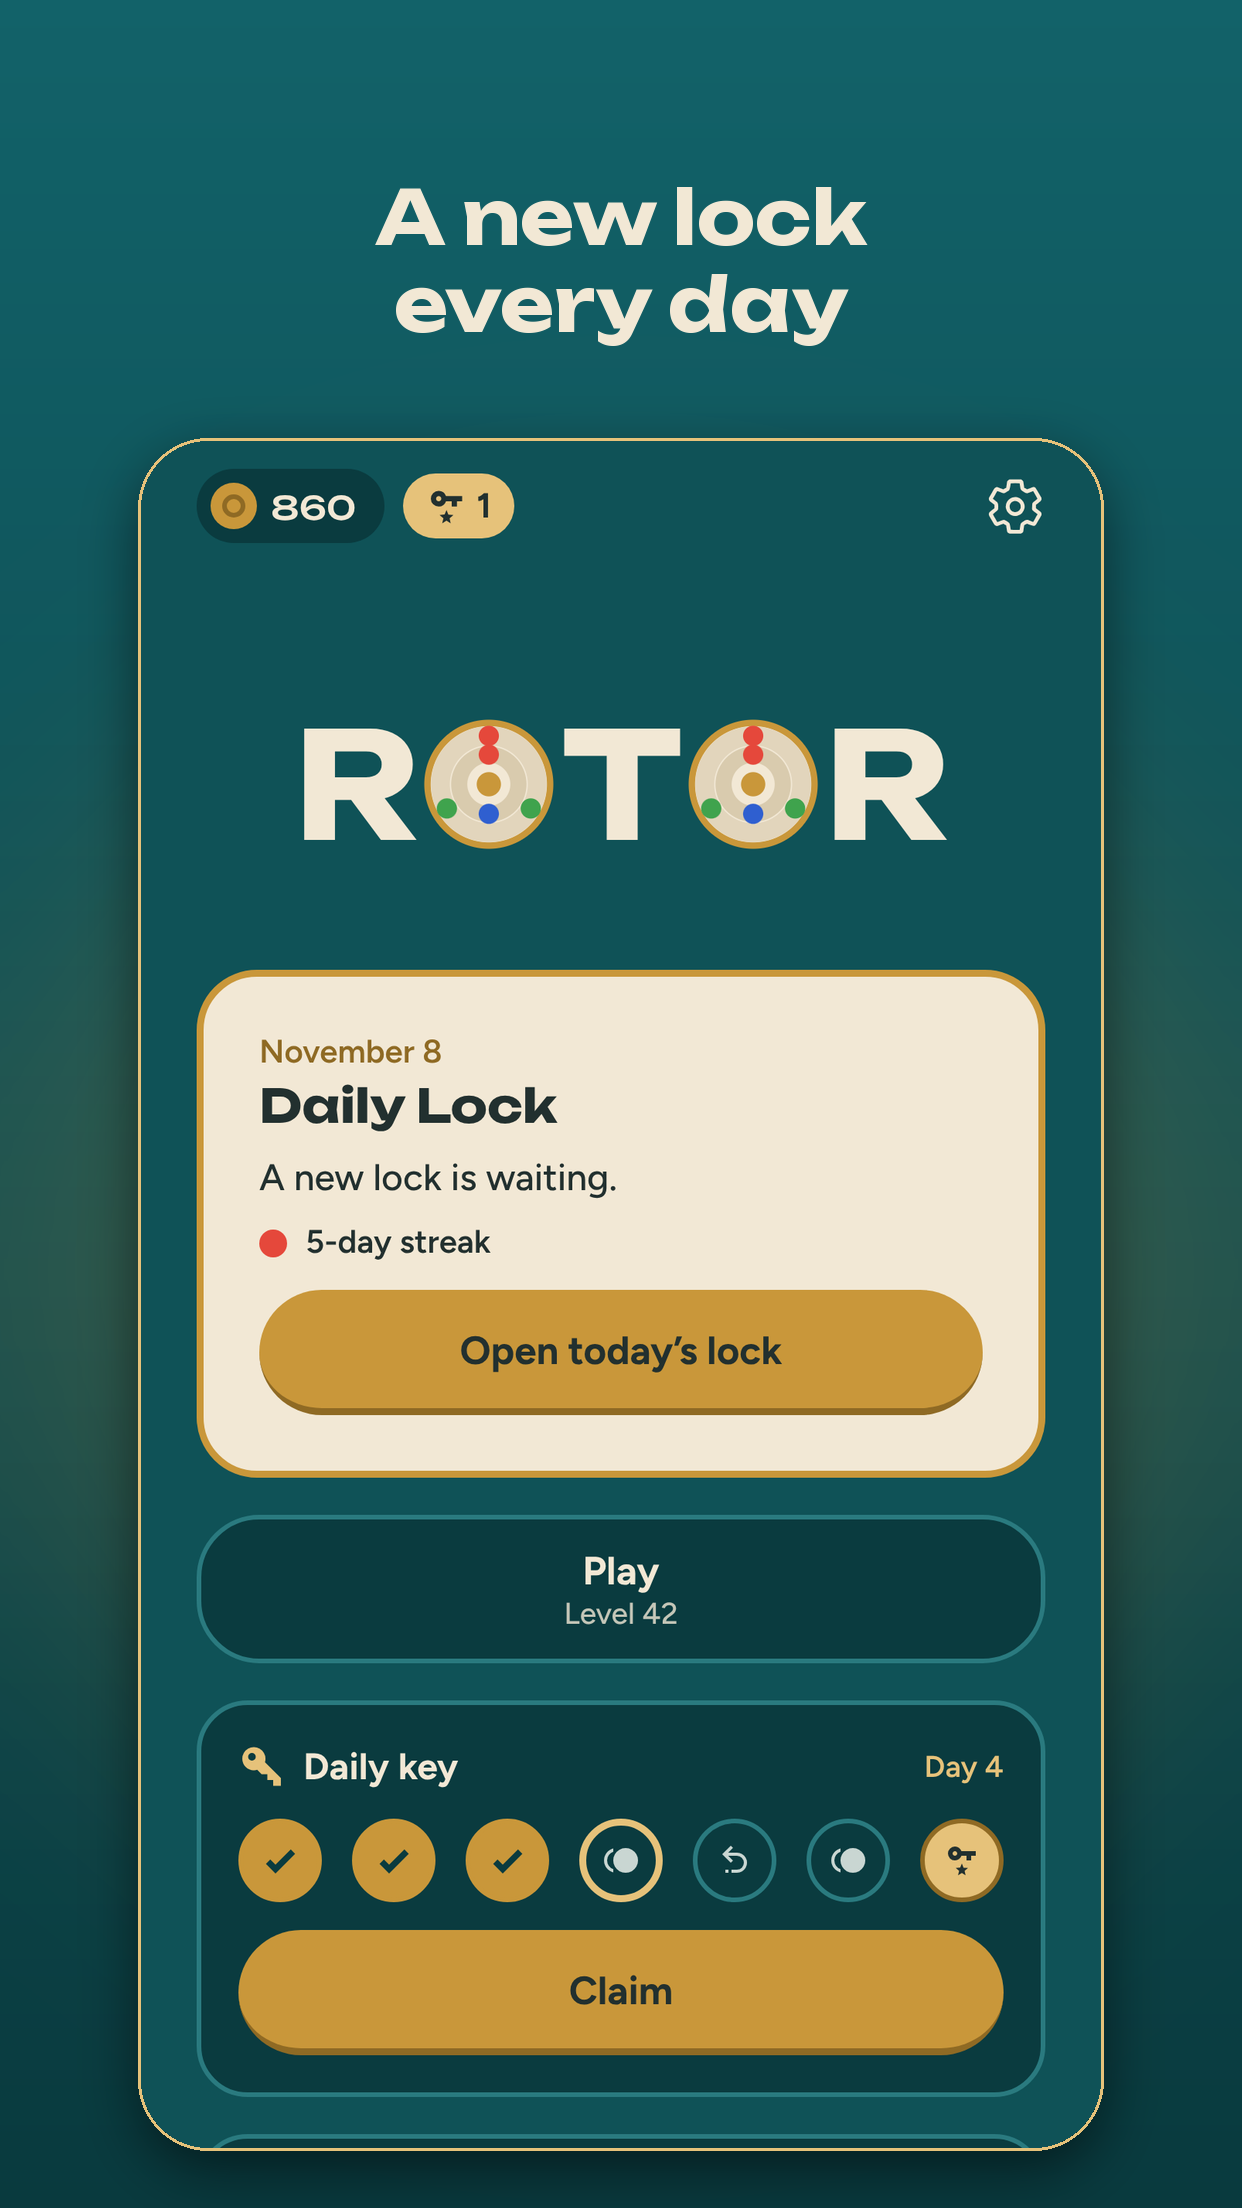 A new lock
every day
860
1
ROTOR
November 8
Daily Lock
A new lock is waiting.
5-day streak
Open today’s lock
Play
Level 42
Daily key
Day 4
Claim